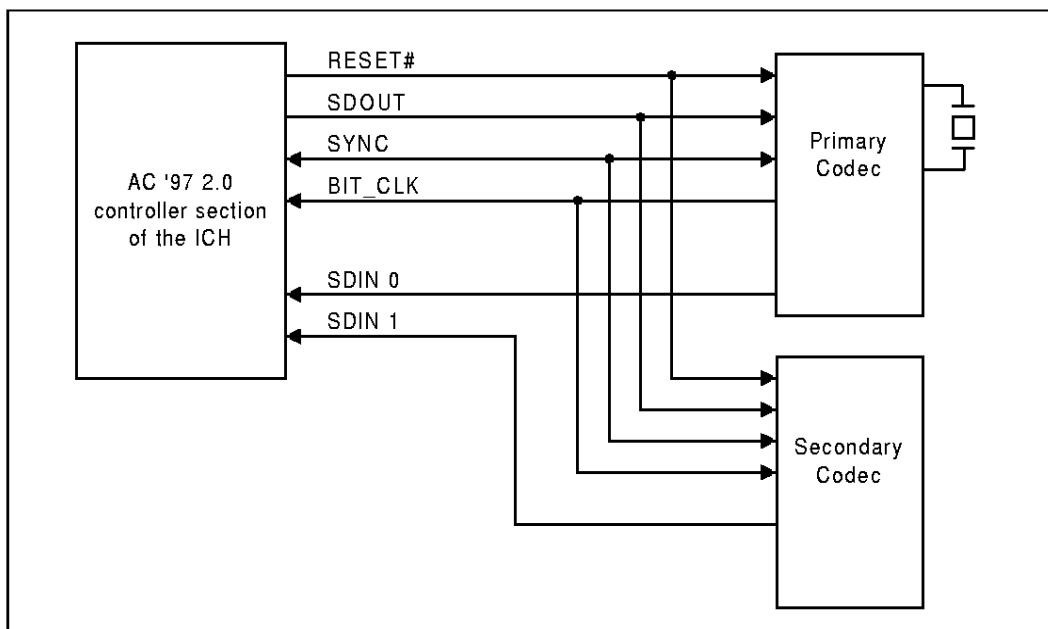 RESET#
SDOUT
SYNC
BIT_CLK
SDIN 0
SDIN 1
AC '97 2.0
controller section
of the ICH
Primary
Codec
Secondary
Codec